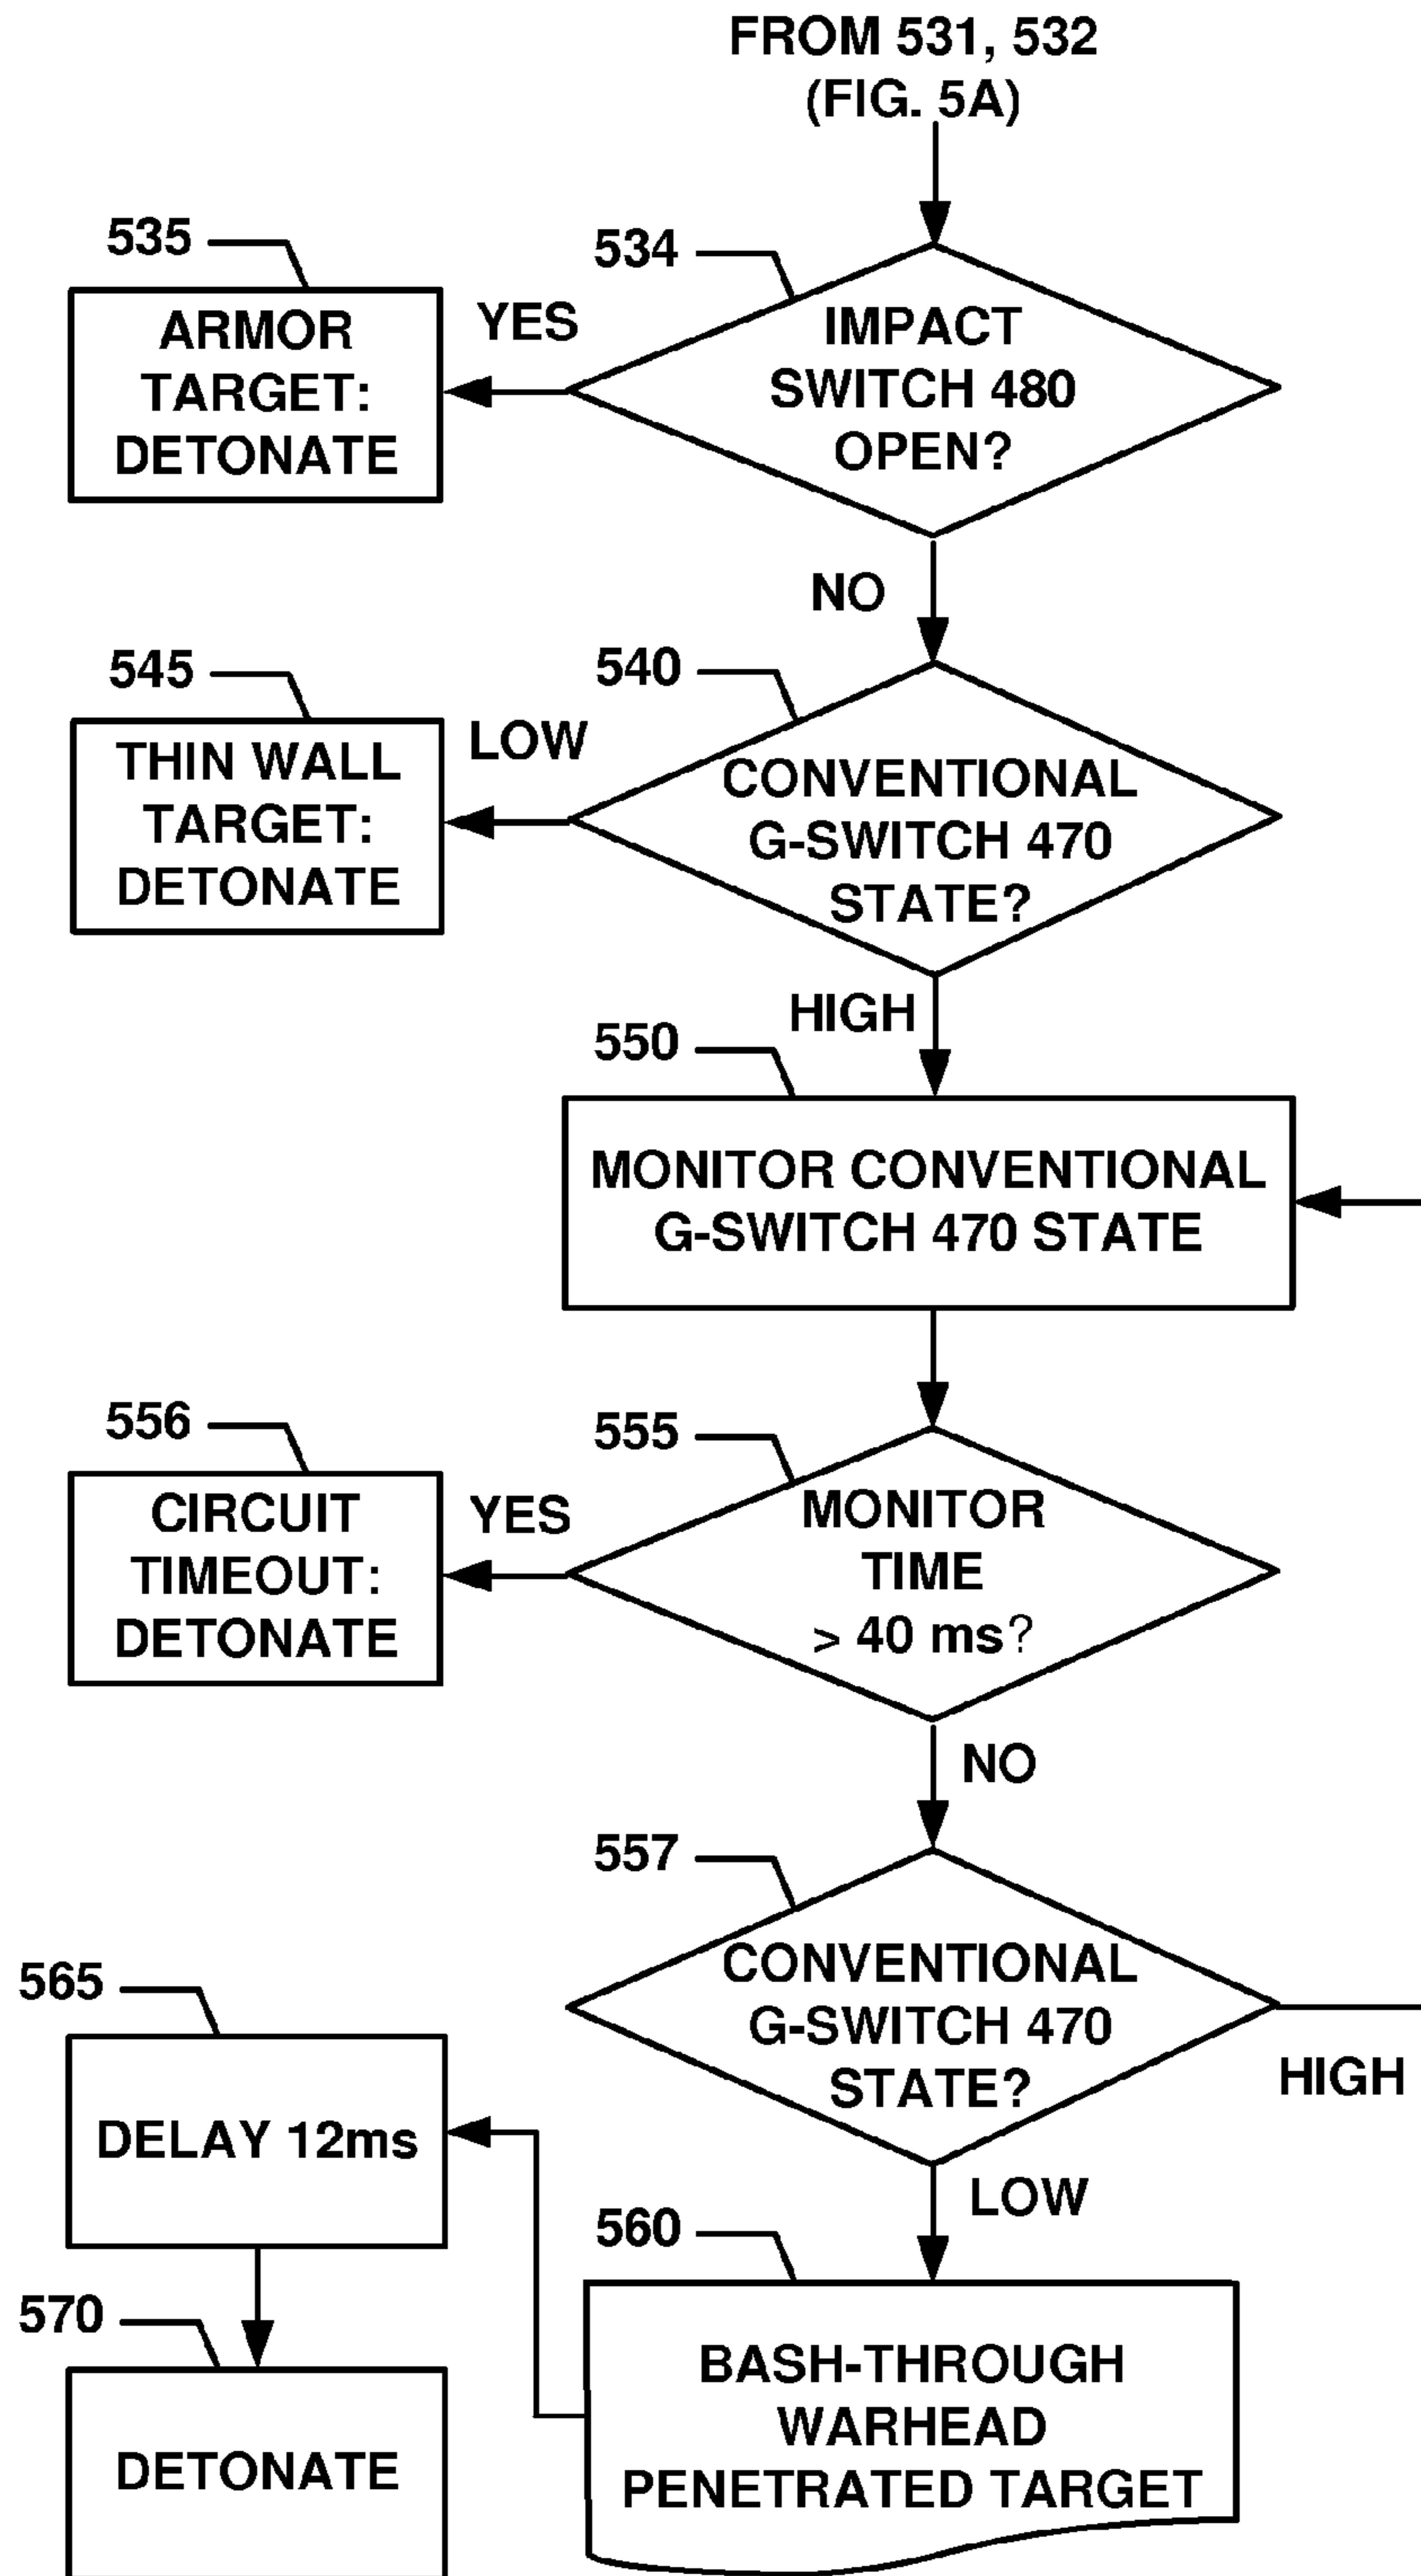 FROM 531, 532
(FIG. 5A)
535
534
ARMOR
TARGET:
DETONATE
YES
IMPACT
SWITCH 480
OPEN?
NO
545
540
THIN WALL
TARGET:
DETONATE
LOW
CONVENTIONAL
G-SWITCH 470
STATE?
HIGH
550
MONITOR CONVENTIONAL
G-SWITCH 470 STATE
556
555
CIRCUIT
TIMEOUT:
DETONATE
YES
MONITOR
TIME
> 40 ms?
NO
557
CONVENTIONAL
G-SWITCH 470
STATE?
HIGH
LOW
565
DELAY 12ms
560
BASH-THROUGH
WARHEAD
PENETRATED TARGET
570
DETONATE